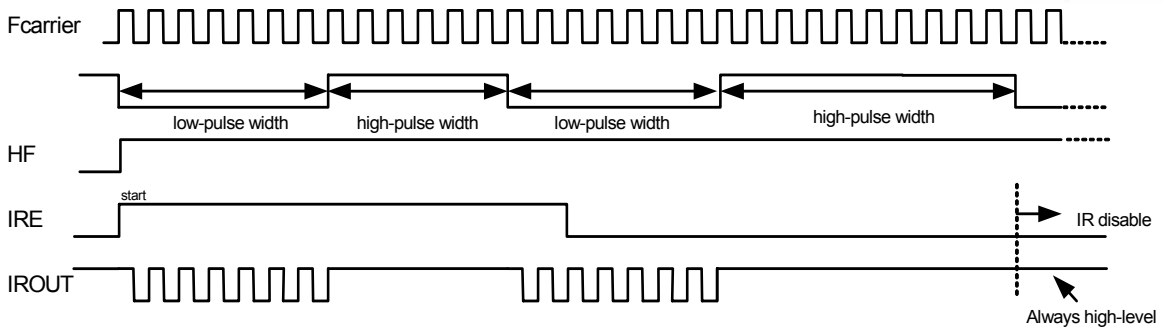 Fcarrier
low-pulse width
high-pulse width
low-pulse width
high-pulse width
HF
start
IRE
IR disable
IROUT
Always high-level